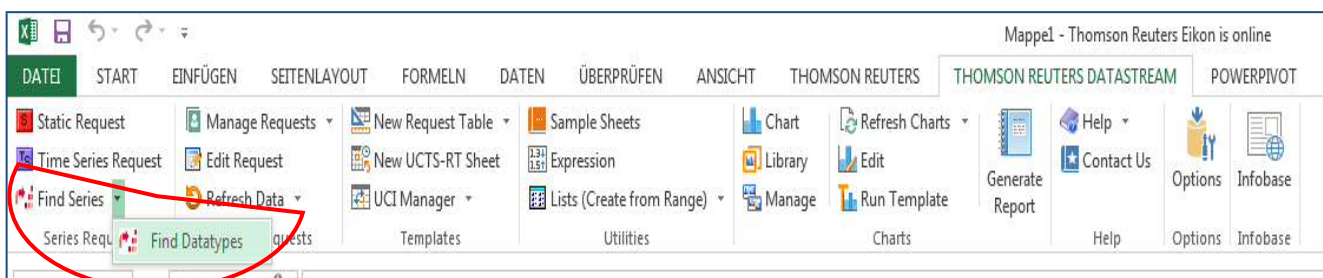 Mappe1 - Thomson Reuters Eikon is online
DATEI START EINFÜGEN SEITENLAYOUT FORMELN DATEN ÜBERPRÜFEN ANSICHT THOMSON REUTERS THOMSON REUTERS DATASTREAM POWERPIVOT
Static Request
Time Series Request
Find Series
Find Datatypes
Series Requ
Manage Requests
Edit Request
Refresh Data
quests
New Request Table
New UCTS-RT Sheet
UCI Manager
Templates
Sample Sheets
Expression
Lists (Create from Range)
Utilities
Chart
Library
Manage
Refresh Charts
Edit
Run Template
Charts
Generate
Report
Help
Contact Us
Help
Options
Options
Infobase
Infobase